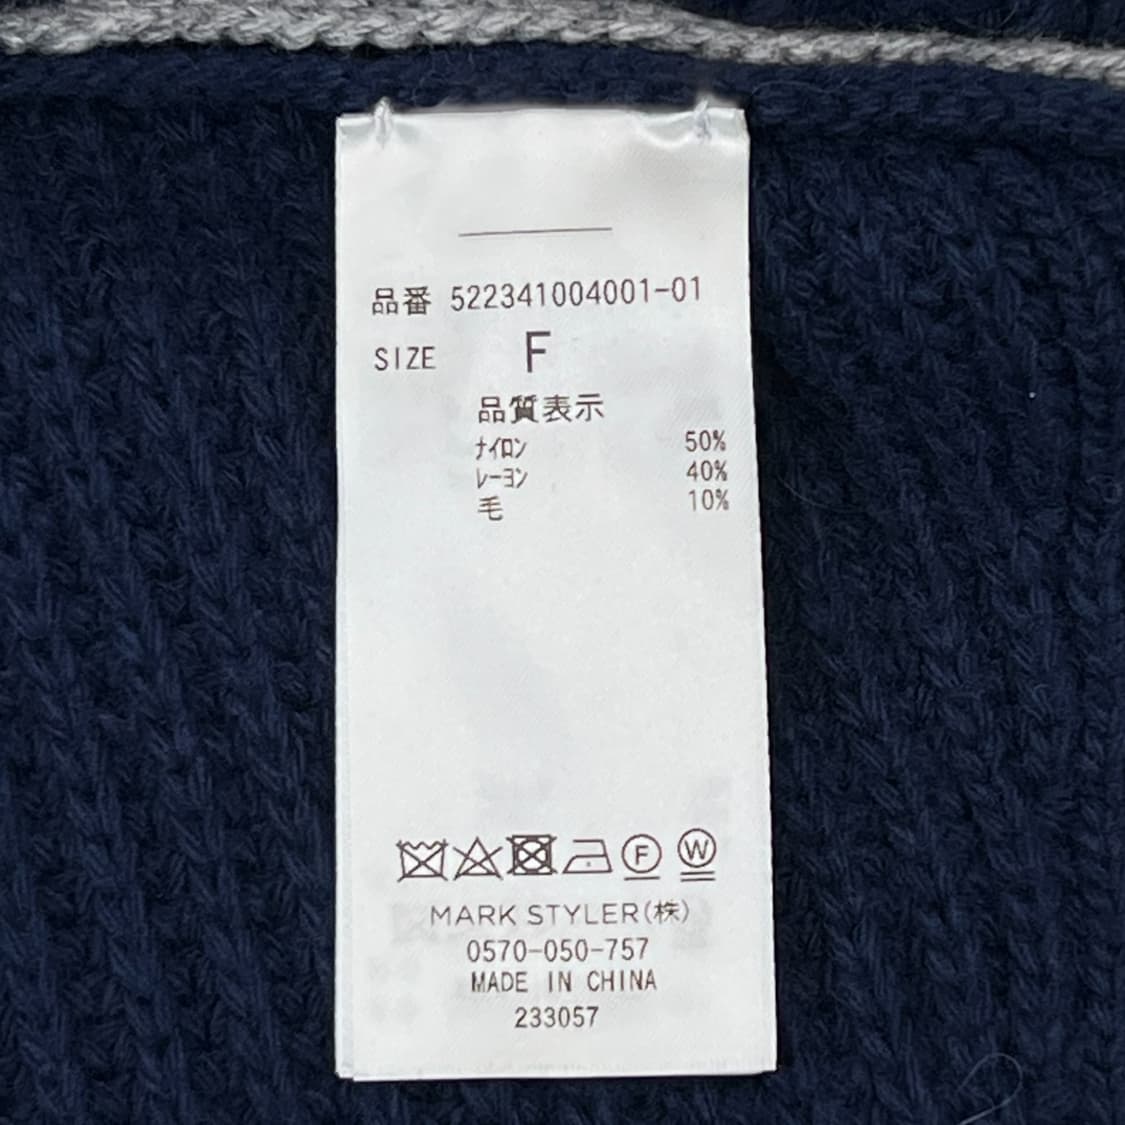 品番 522341004001-01
SIZE F
品質表示
ナイロン 50%
レーヨン 40%
毛 10%
F W
MARK STYLER(株)
0570-050-757
MADE IN CHINA
233057